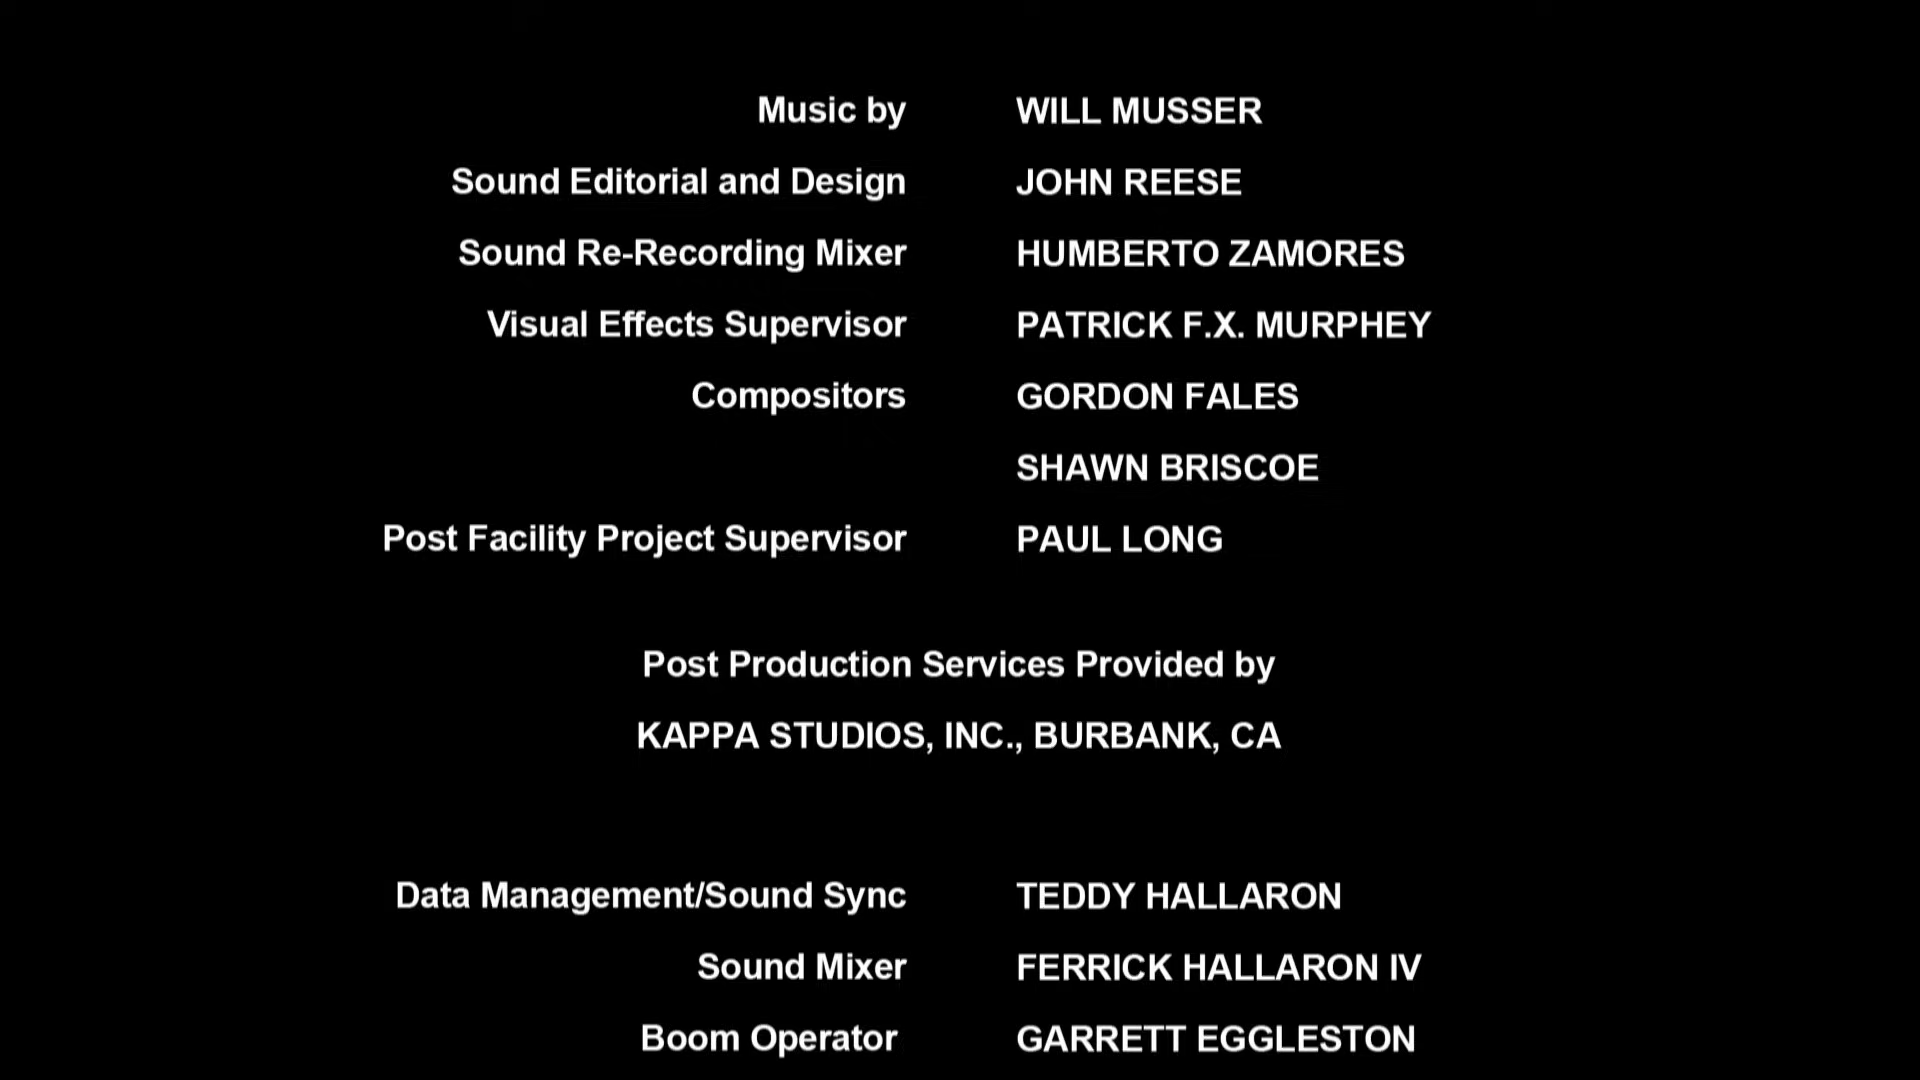 Music by WILL MUSSER
Sound Editorial and Design JOHN REESE
Sound Re-Recording Mixer HUMBERTO ZAMORES
Visual Effects Supervisor PATRICK F.X. MURPHEY
Compositors GORDON FALES
SHAWN BRISCOE
Post Facility Project Supervisor PAUL LONG
Post Production Services Provided by
KAPPA STUDIOS, INC., BURBANK, CA
Data Management/Sound Sync TEDDY HALLARON
Sound Mixer FERRICK HALLARON IV
Boom Operator GARRETT EGGLESTON